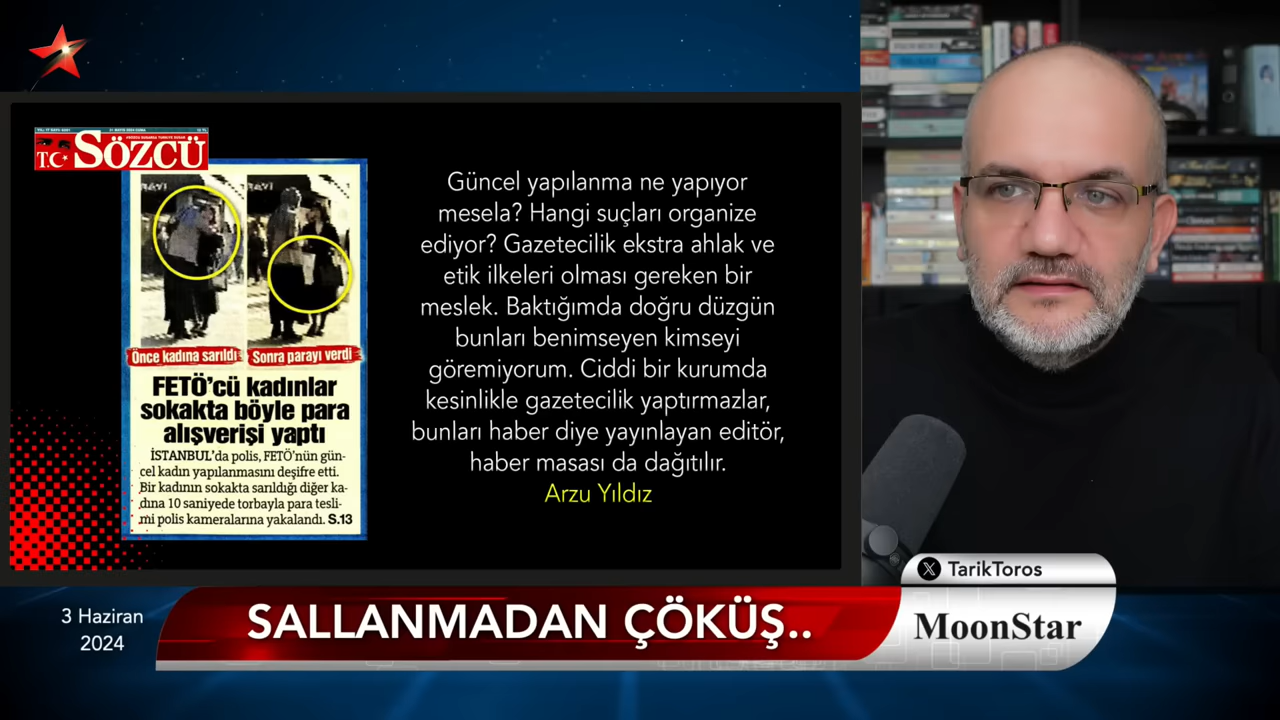 T.C SÖZCÜ
Önce kadına sarıldı
Sonra parayı verdi
FETÖ'cü kadınlar
sokakta böyle para
alışverişi yaptı
İSTANBUL'da polis, FETÖ'nün gün-
cel kadın yapılanmasını deşifre etti.
Bir kadının sokakta sarıldığı diğer ka-
dına 10 saniyede torbayla para tesli-
mi polis kameralarına yakalandı. S.13
Güncel yapılanma ne yapıyor
mesela? Hangi suçları organize
ediyor? Gazetecilik ekstra ahlak ve
etik ilkeleri olması gereken bir
meslek. Baktığımda doğru düzgün
bunları benimseyen kimseyi
göremiyorum. Ciddi bir kurumda
kesinlikle gazetecilik yaptırmazlar,
bunları haber diye yayınlayan editör,
haber masası da dağıtılır.
Arzu Yıldız
TarikToros
MoonStar
3 Haziran
2024
SALLANMADAN ÇÖKÜŞ..